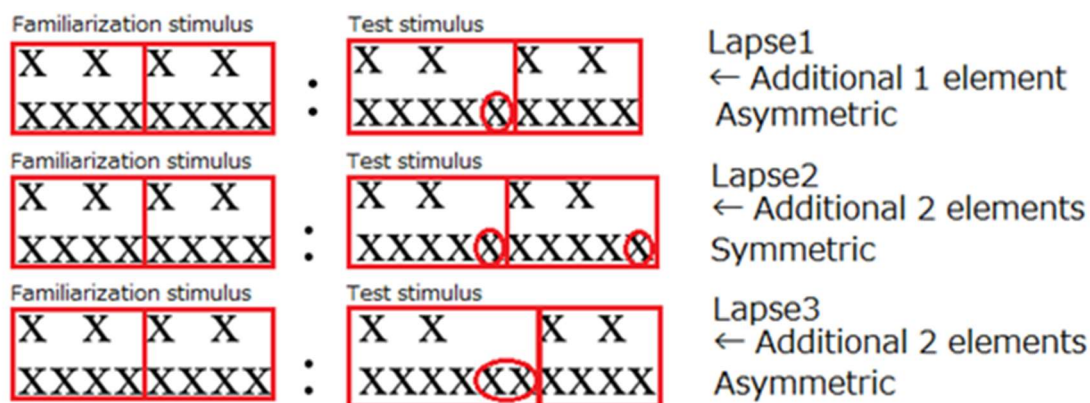 Familiarization stimulus Test stimulus
X X X X : X X X X Lapse1
← Additional 1 element
XXXXXXXX XXXXXXXXX Asymmetric
Familiarization stimulus Test stimulus
X X X X : X X X X Lapse2
← Additional 2 elements
XXXXXXXX XXXXXXXXXX Symmetric
Familiarization stimulus Test stimulus
X X X X : X X X X Lapse3
← Additional 2 elements
XXXXXXXX XXXXXXXXXX Asymmetric